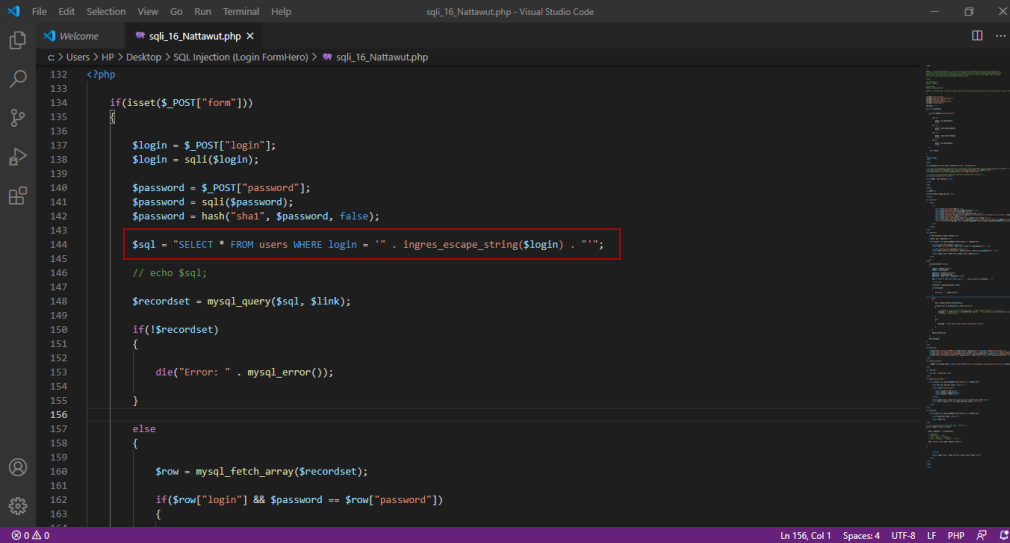 File Edit Selection View Go Run Terminal Help sqli_16_Nattawut.php - Visual Studio Code
Welcome sqli_16_Nattawut.php
C: > Users > HP > Desktop > SQL Injection (Login FormHero) > sqli_16_Nattawut.php
132 <?php
133
134 if(isset($_POST["form"]))
135 {
136
137 $login = $_POST["login"];
138 $login = sqli($login);
139
140 $password = $_POST["password"];
141 $password = sqli($password);
142 $password = hash("sha1", $password, false);
143
144 $sql = "SELECT * FROM users WHERE login = '" . ingres_escape_string($login) . "'";
145
146 // echo $sql;
147
148 $recordset = mysql_query($sql, $link);
149
150 if(!$recordset)
151 {
152
153 die("Error: " . mysql_error());
154
155 }
156
157 else
158 {
159
160 $row = mysql_fetch_array($recordset);
161
162 if($row["login"] && $password == $row["password"])
163 {
0 0 Ln 156, Col 1 Spaces: 4 UTF-8 LF PHP